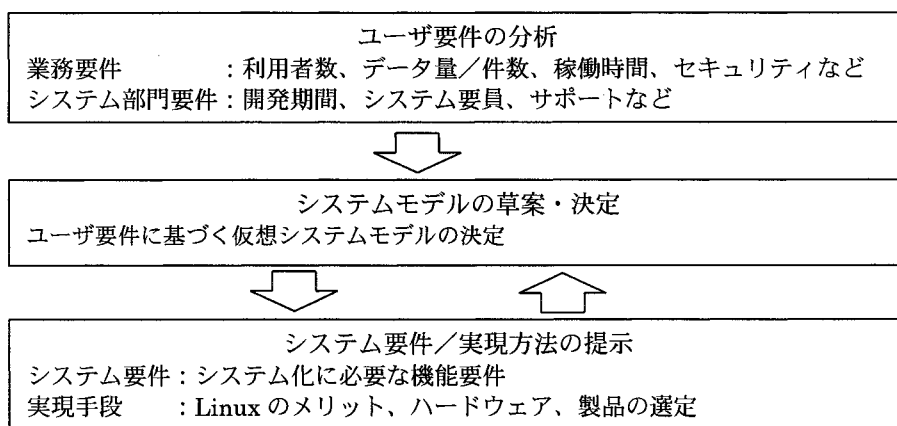 ユーザ要件の分析
業務要件　　　　：利用者数、データ量／件数、稼働時間、セキュリティなど
システム部門要件：開発期間、システム要員、サポートなど
システムモデルの草案・決定
ユーザ要件に基づく仮想システムモデルの決定
システム要件／実現方法の提示
システム要件：システム化に必要な機能要件
実現手段　　：Linux のメリット、ハードウェア、製品の選定